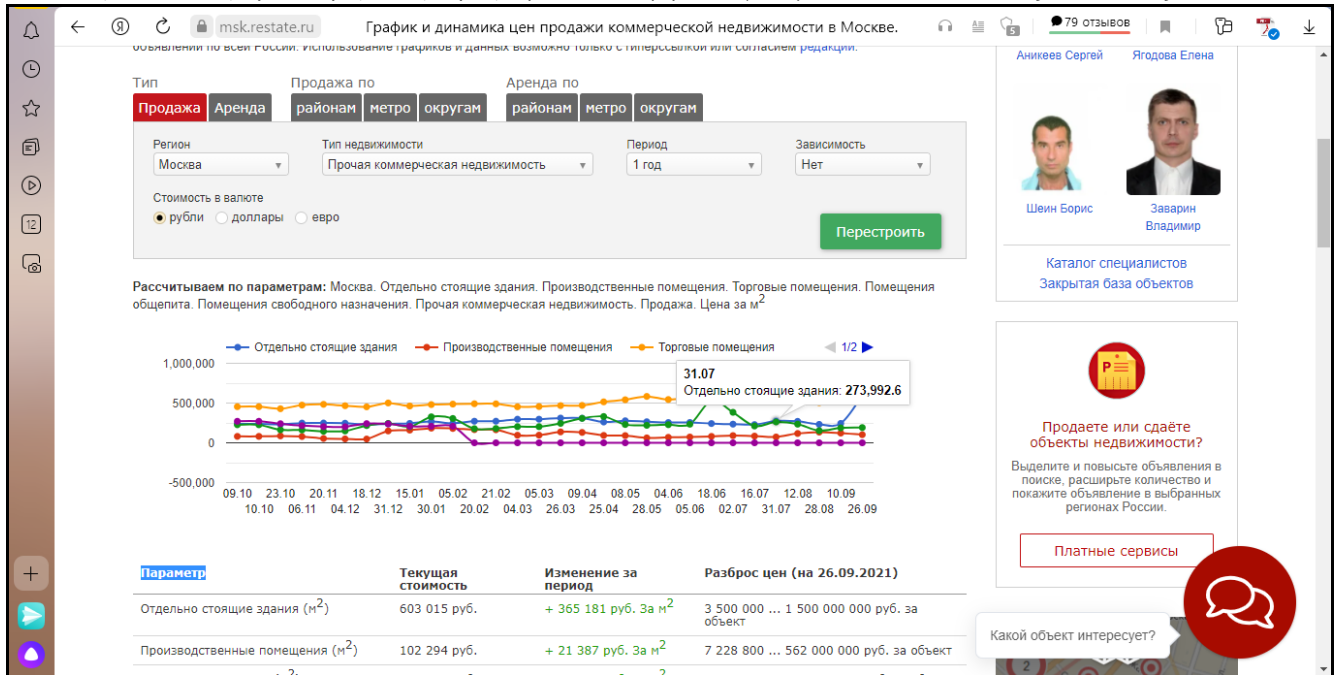 msk.restate.ru
График и динамика цен продажи коммерческой недвижимости в Москве.
5
79 отзывов
объявлений по всей России. Использование графиков и данных возможно только с гиперссылкой или согласием редакции.
Тип Продажа по Аренда по
Продажа Аренда районам метро округам районам метро округам
Регион Тип недвижимости Период Зависимость
Москва Прочая коммерческая недвижимость 1 год Нет
Стоимость в валюте
рубли доллары евро
Перестроить
Рассчитываем по параметрам: Москва. Отдельно стоящие здания. Производственные помещения. Торговые помещения. Помещения
общепита. Помещения свободного назначения. Прочая коммерческая недвижимость. Продажа. Цена за м2
Отдельно стоящие здания Производственные помещения Торговые помещения 1/2
31.07
Отдельно стоящие здания: 273,992.6
1,000,000
500,000
0
-500,000
09.10 23.10 20.11 18.12 15.01 05.02 21.02 05.03 09.04 08.05 04.06 18.06 16.07 12.08 10.09
10.10 06.11 04.12 31.12 30.01 20.02 04.03 26.03 25.04 28.05 05.06 02.07 31.07 28.08 26.09
Параметр Текущая стоимость Изменение за период Разброс цен (на 26.09.2021)
Отдельно стоящие здания (м2) 603 015 руб. + 365 181 руб. За м2 3 500 000 ... 1 500 000 000 руб. за
объект
Производственные помещения (м2) 102 294 руб. + 21 387 руб. За м2 7 228 800 ... 562 000 000 руб. за объект
Аникеев Сергей Ягодова Елена
Шеин Борис Заварин
Владимир
Каталог специалистов
Закрытая база объектов
Продаете или сдаёте
объекты недвижимости?
Выделите и повысьте объявления в
поиске, расширьте количество и
покажите объявление в выбранных
регионах России.
Платные сервисы
Какой объект интересует?
12
2